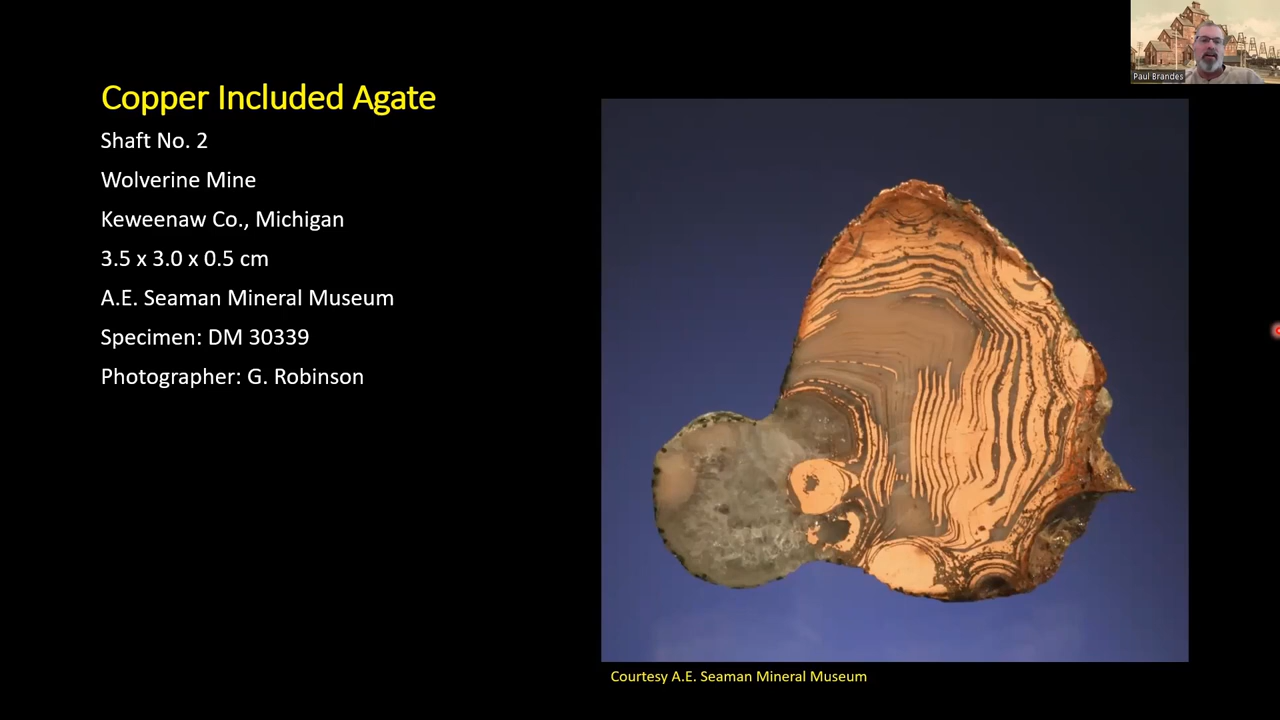 Paul Brandes
Copper Included Agate
Shaft No. 2
Wolverine Mine
Keweenaw Co., Michigan
3.5 x 3.0 x 0.5 cm
A.E. Seaman Mineral Museum
Specimen: DM 30339
Photographer: G. Robinson
Courtesy A.E. Seaman Mineral Museum